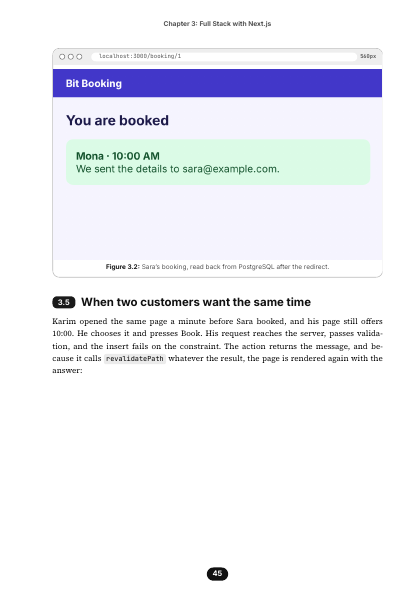 Chapter 3: Full Stack with Next.js
localhost:3000/booking/1
560px
Bit Booking
You are booked
Mona · 10:00 AM
We sent the details to sara@example.com.
Figure 3.2: Sara's booking, read back from PostgreSQL after the redirect.
3.5 When two customers want the same time
Karim opened the same page a minute before Sara booked, and his page still offers
10:00. He chooses it and presses Book. His request reaches the server, passes valida-
tion, and the insert fails on the constraint. The action returns the message, and be-
cause it calls revalidatePath whatever the result, the page is rendered again with the
answer:
45